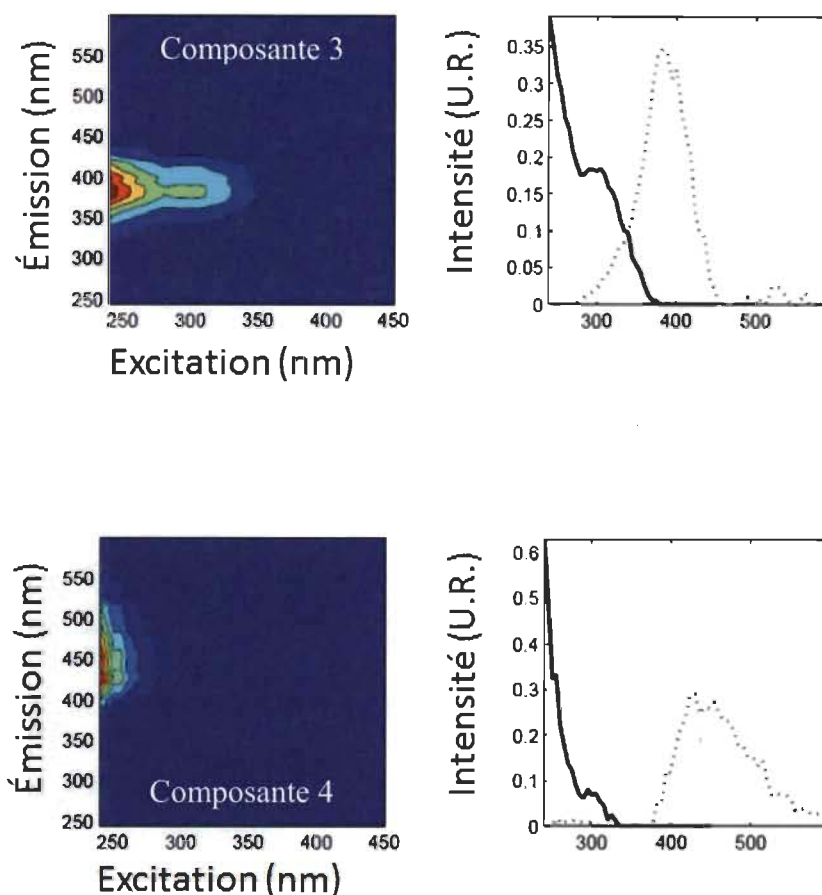 Composante 3
Émission (nm)
550
500
450
400
350
300
250
250 300 350 400 450
Excitation (nm)
Intensité (U.R.)
0.35
0.3
0.25
0.2
0.15
0.1
0.05
0
300 400 500
Composante 4
Émission (nm)
550
500
450
400
350
300
250
250 300 350 400 450
Excitation (nm)
Intensité (U.R.)
0.6
0.5
0.4
0.3
0.2
0.1
0
300 400 500